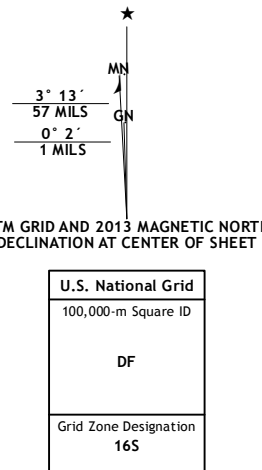 MN
3° 13´
57 MILS
GN
0° 2´
1 MILS
TM GRID AND 2013 MAGNETIC NORTH
DECLINATION AT CENTER OF SHEET
U.S. National Grid
100,000-m Square ID
DF
Grid Zone Designation
16S